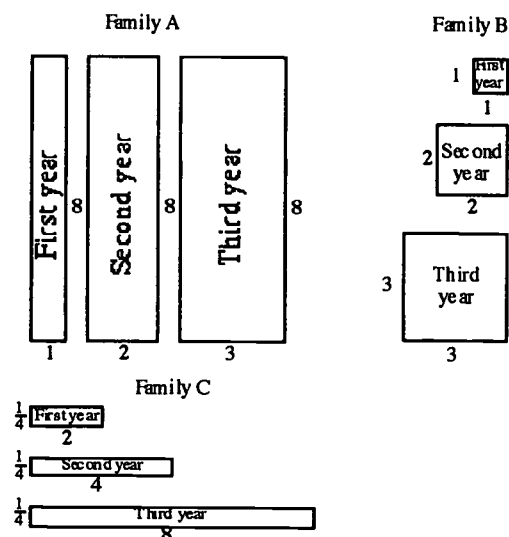 Family A
First year
8
1
Second year
8
2
Third year
8
3
Family B
1
First
year
1
2
Second
year
2
3
Third
year
3
Family C
1/4
First year
2
1/4
Second year
4
1/4
Third year
8